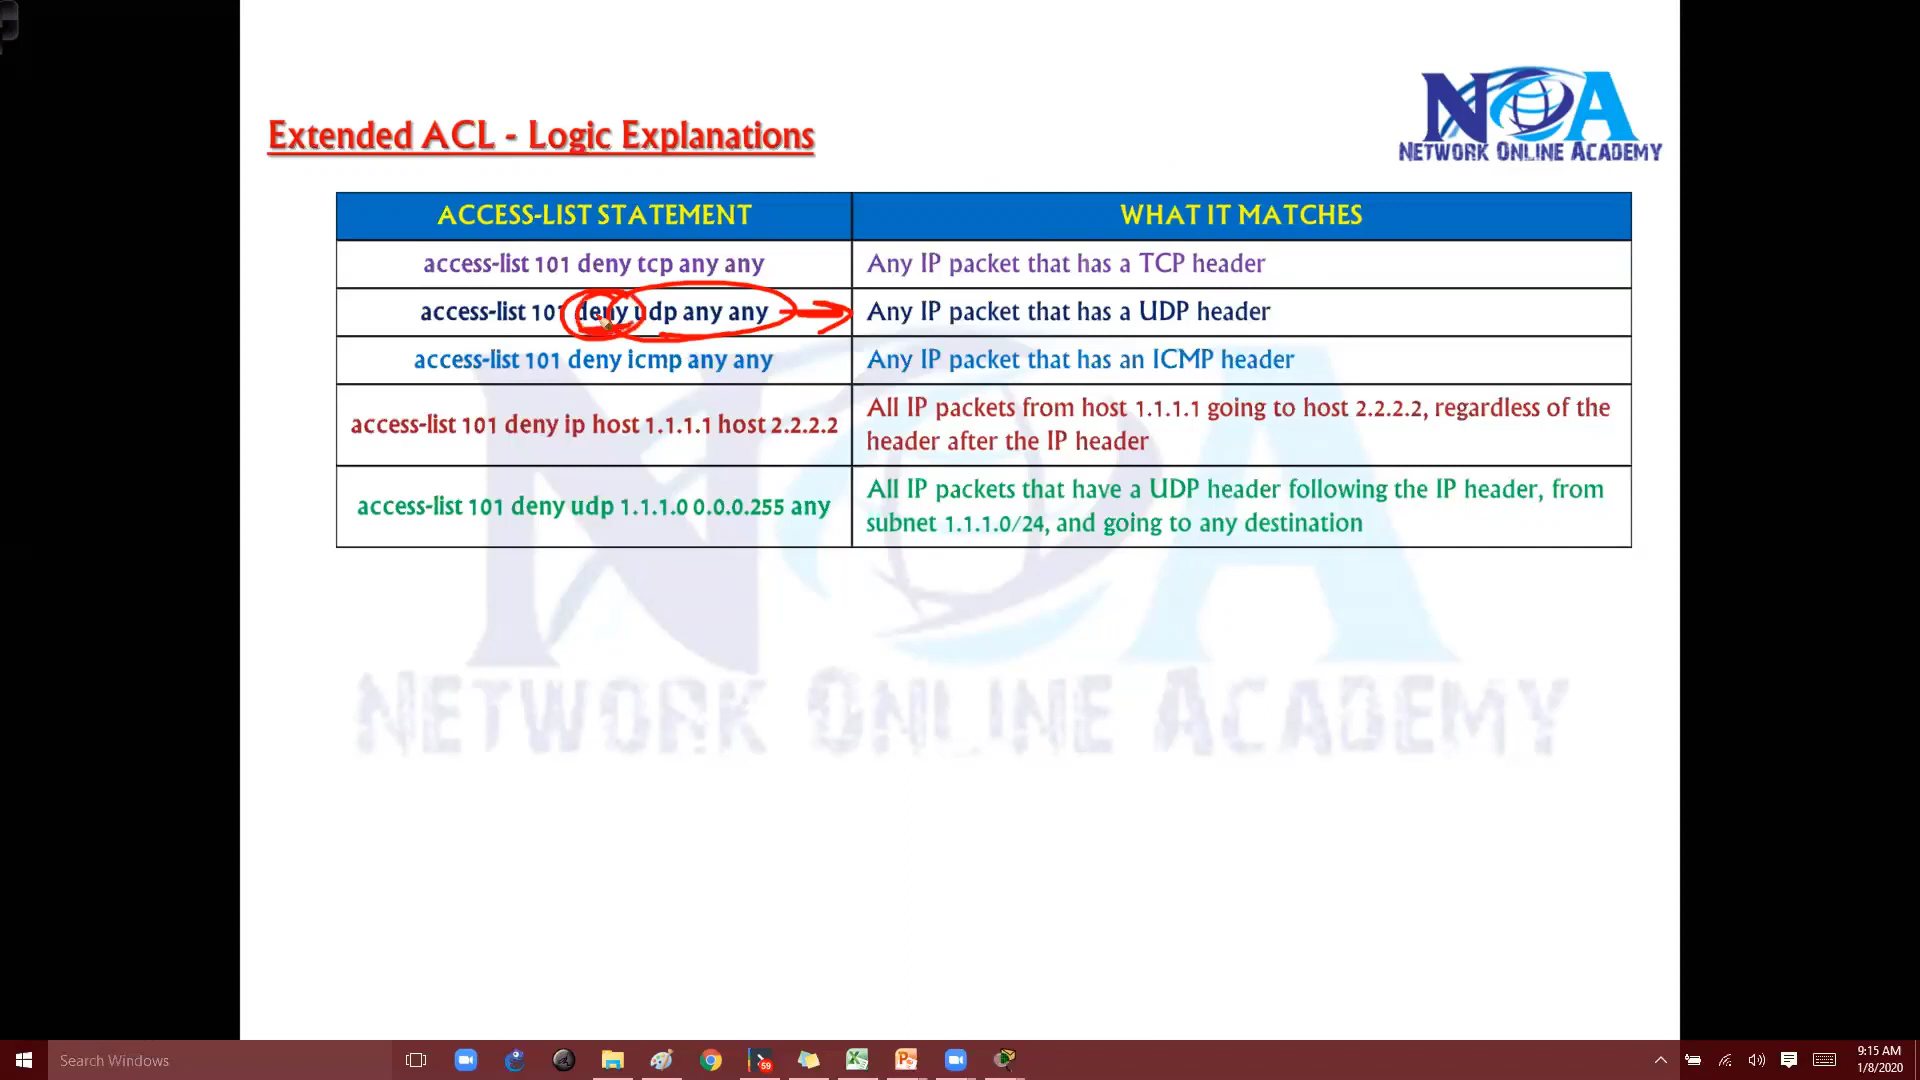 NOA
NETWORK ONLINE ACADEMY
Extended ACL - Logic Explanations
ACCESS-LIST STATEMENT
WHAT IT MATCHES
access-list 101 deny tcp any any
Any IP packet that has a TCP header
access-list 101 deny udp any any
Any IP packet that has a UDP header
access-list 101 deny icmp any any
Any IP packet that has an ICMP header
access-list 101 deny ip host 1.1.1.1 host 2.2.2.2
All IP packets from host 1.1.1.1 going to host 2.2.2.2, regardless of the
header after the IP header
access-list 101 deny udp 1.1.1.0 0.0.0.255 any
All IP packets that have a UDP header following the IP header, from
subnet 1.1.1.0/24, and going to any destination
NOA
NETWORK ONLINE ACADEMY
Search Windows
59
9:15 AM
1/8/2020